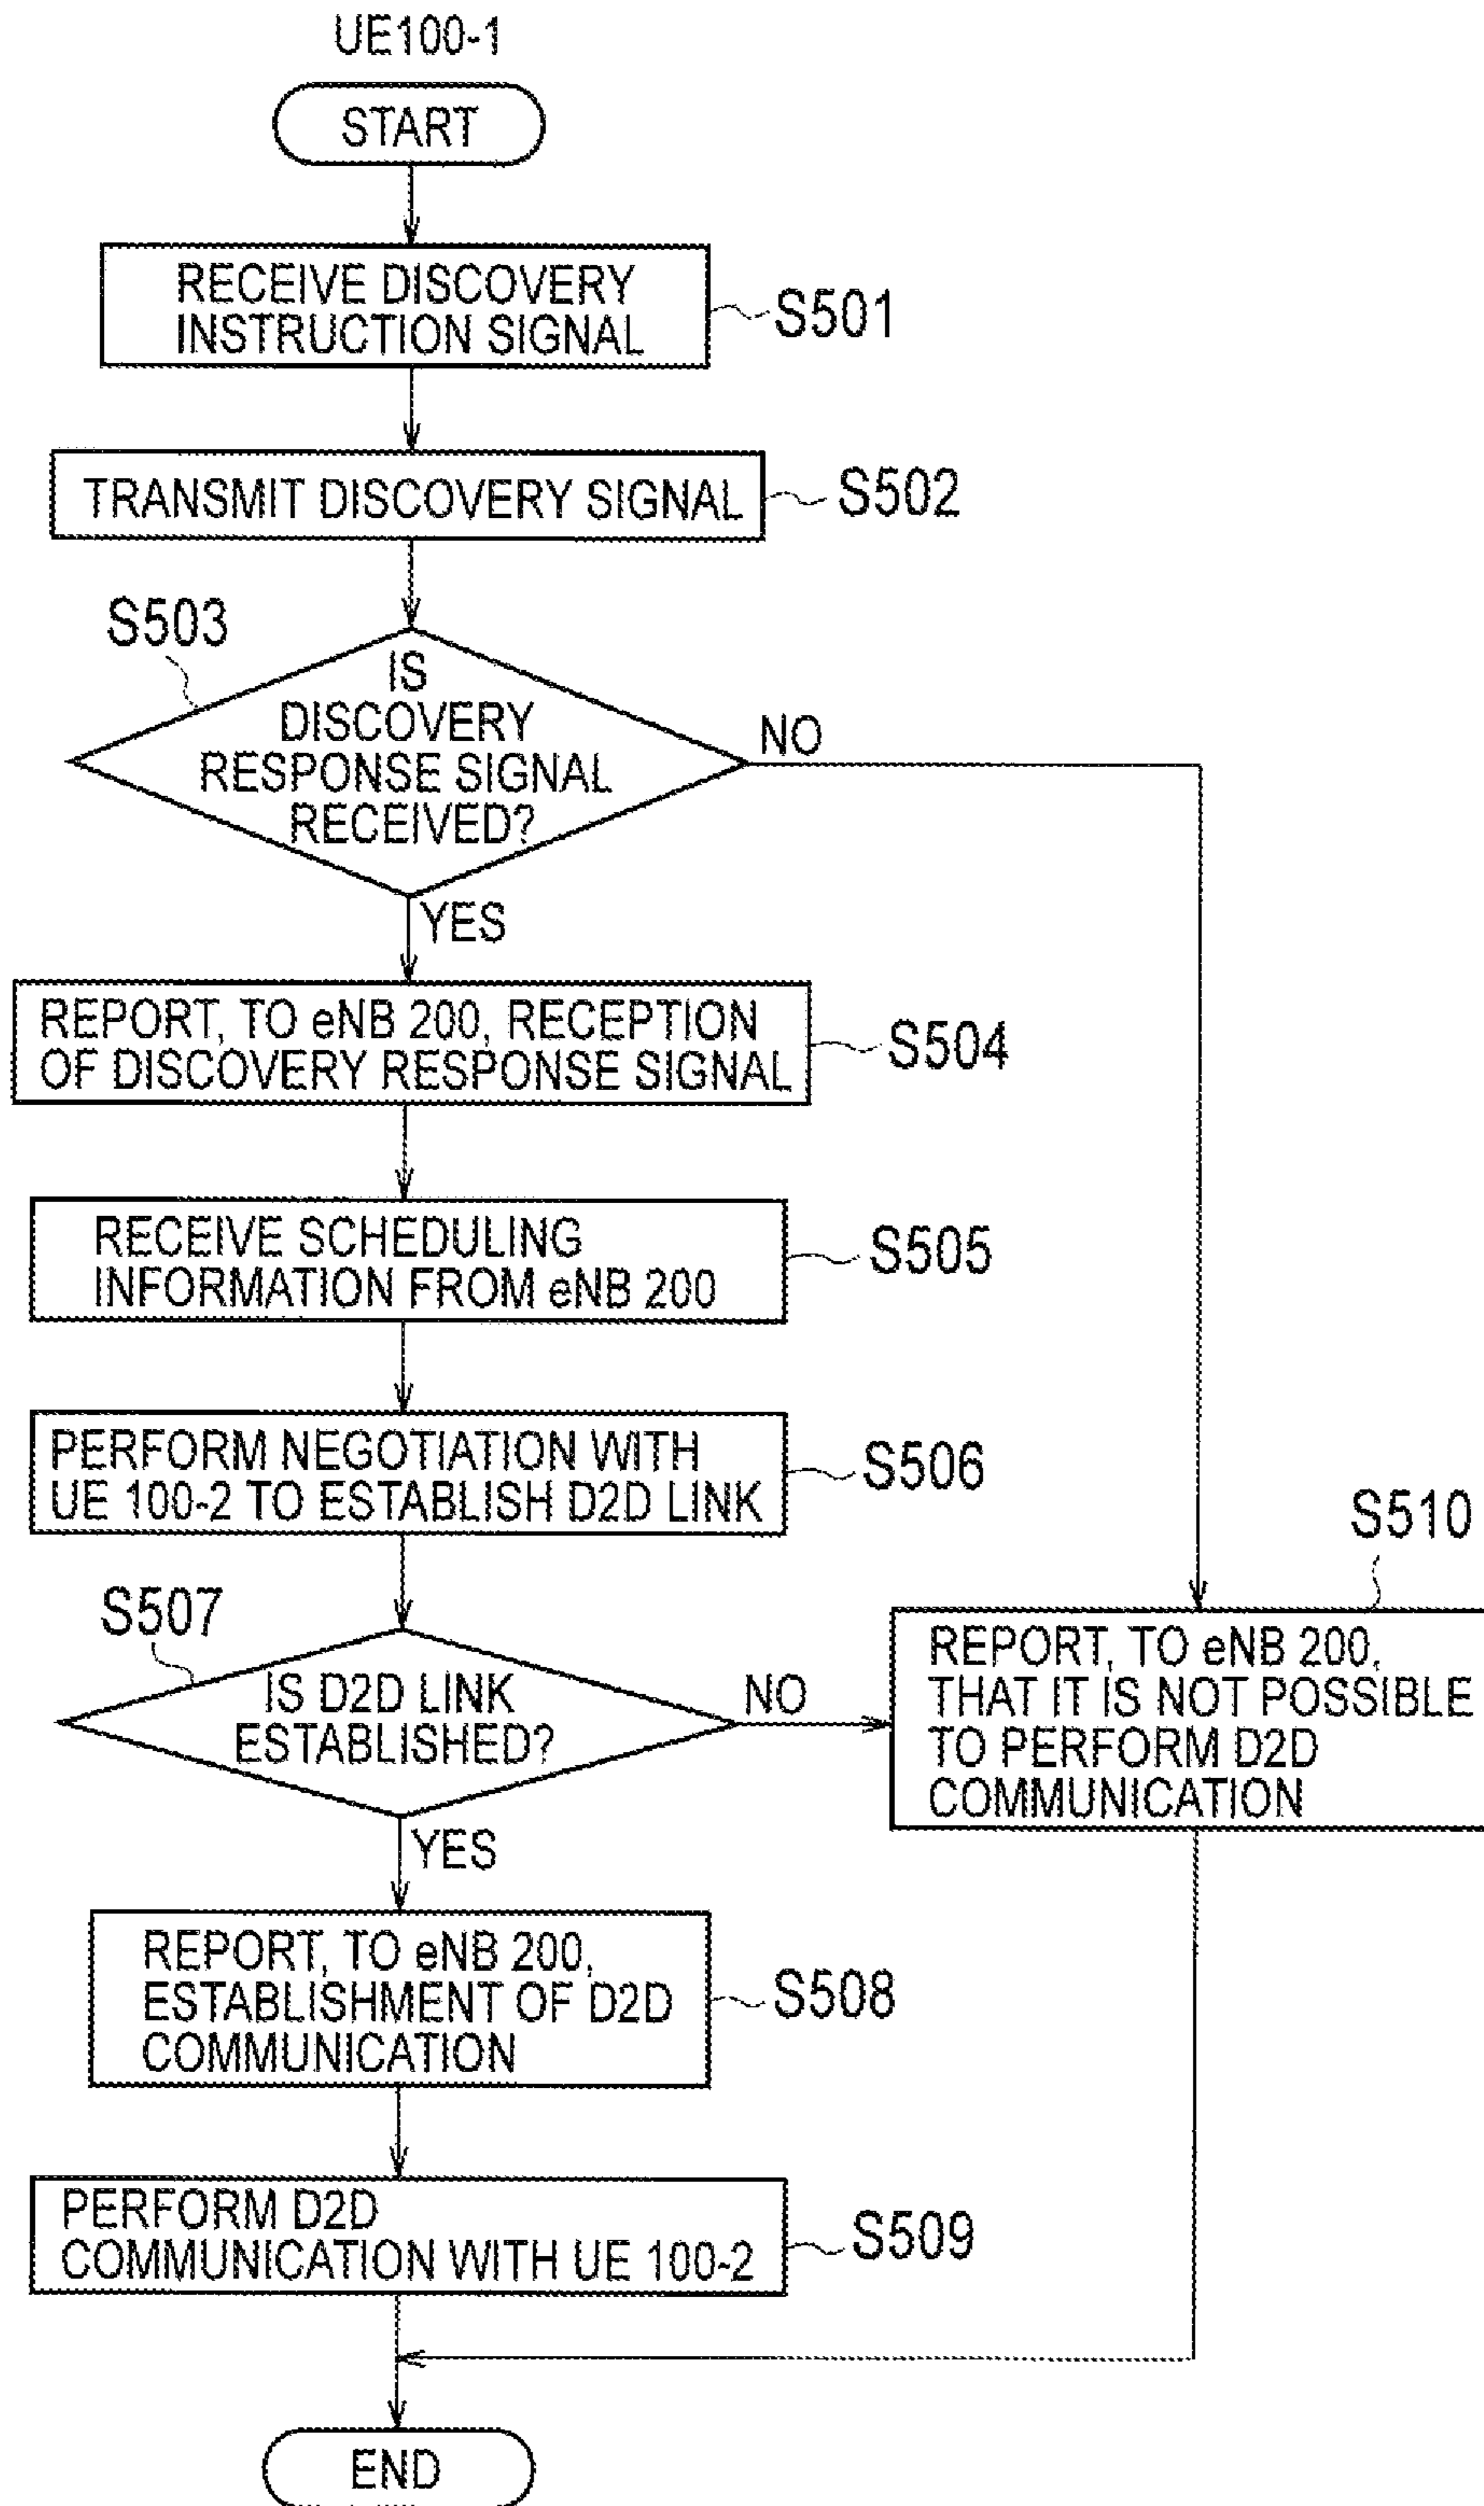 UE100-1
START
RECEIVE DISCOVERY
INSTRUCTION SIGNAL
S501
TRANSMIT DISCOVERY SIGNAL
S502
S503
IS
DISCOVERY
RESPONSE SIGNAL
RECEIVED?
NO
YES
REPORT, TO eNB 200, RECEPTION
OF DISCOVERY RESPONSE SIGNAL
S504
RECEIVE SCHEDULING
INFORMATION FROM eNB 200
S505
PERFORM NEGOTIATION WITH
UE 100-2 TO ESTABLISH D2D LINK
S506
S507
IS D2D LINK
ESTABLISHED?
NO
YES
S510
REPORT, TO eNB 200,
THAT IT IS NOT POSSIBLE
TO PERFORM D2D
COMMUNICATION
REPORT, TO eNB 200,
ESTABLISHMENT OF D2D
COMMUNICATION
S508
PERFORM D2D
COMMUNICATION WITH UE 100-2
S509
END